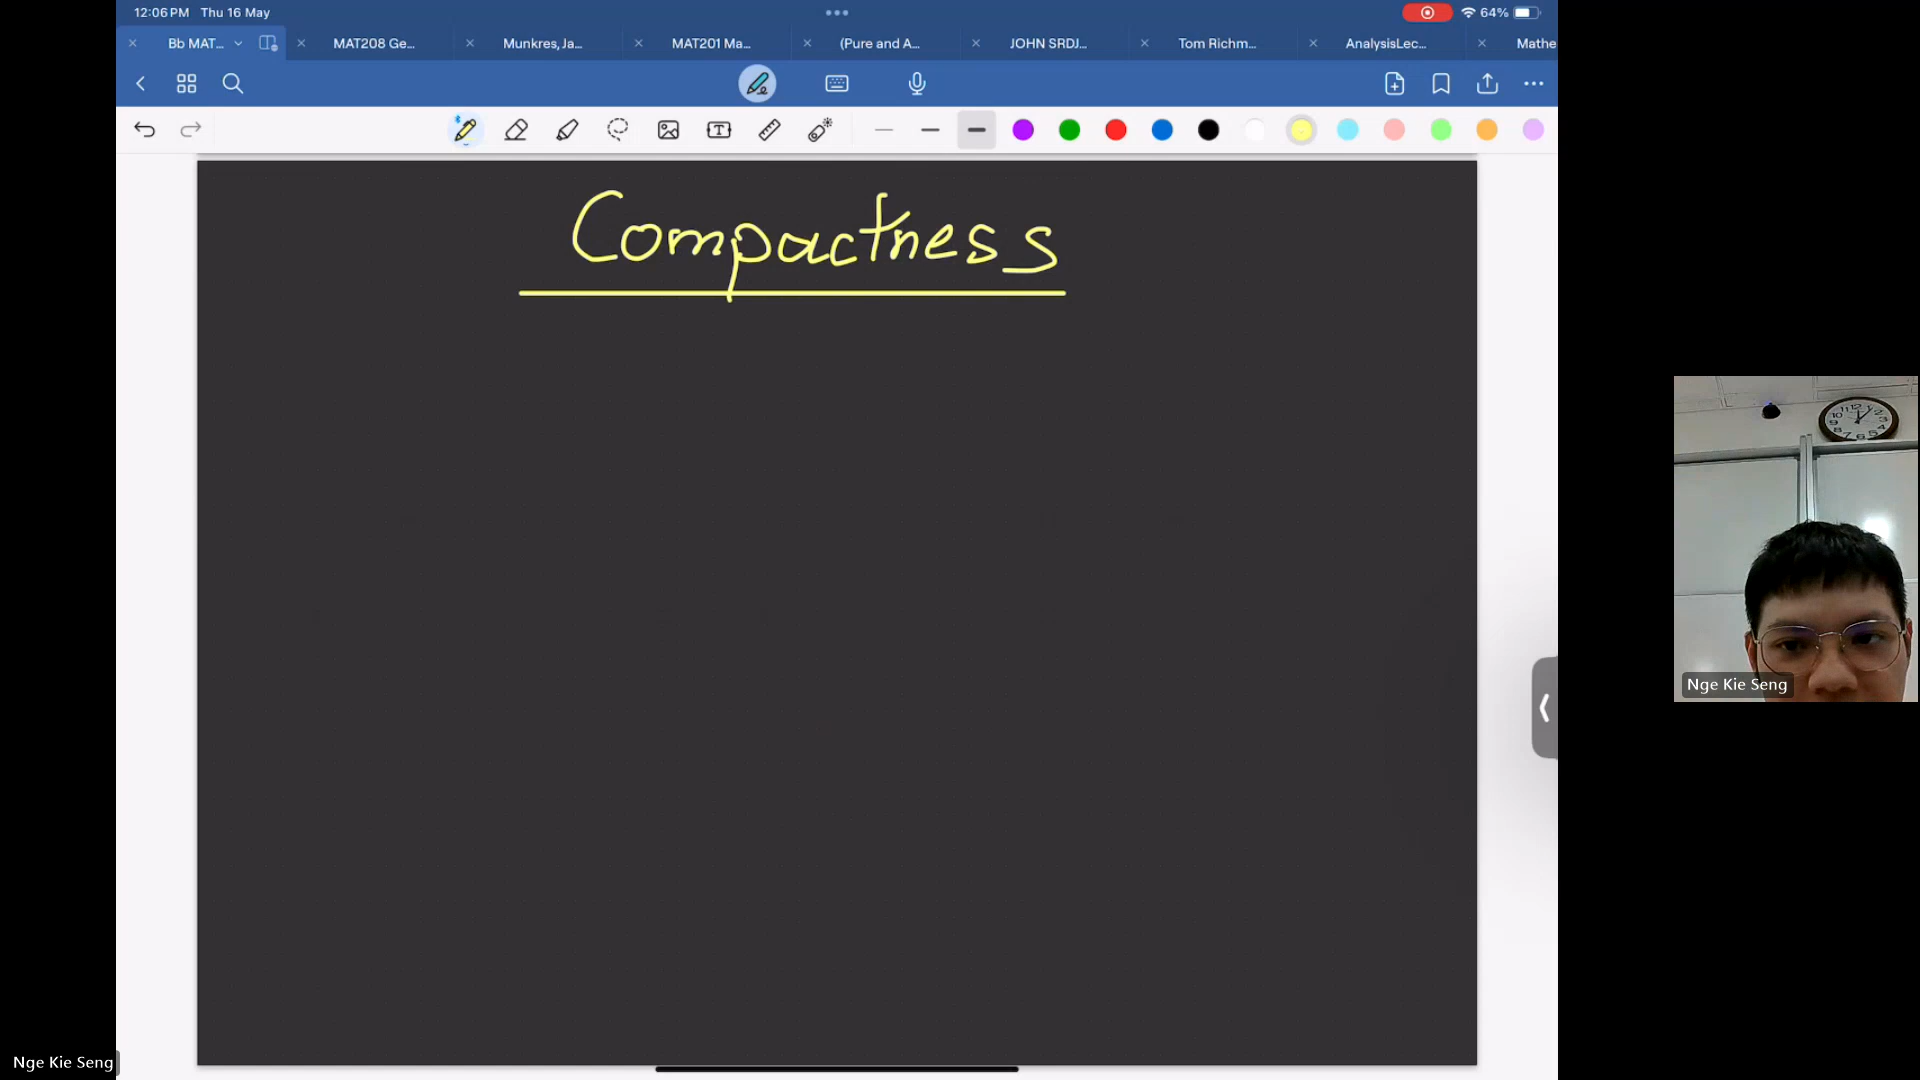 12:06 PM Thu 16 May
64%
Bb MAT...
MAT208 Ge...
Munkres, Ja...
MAT201 Ma...
(Pure and A...
JOHN SRDJ...
Tom Richm...
AnalysisLec...
Mathe
Compactness
Nge Kie Seng
Nge Kie Seng